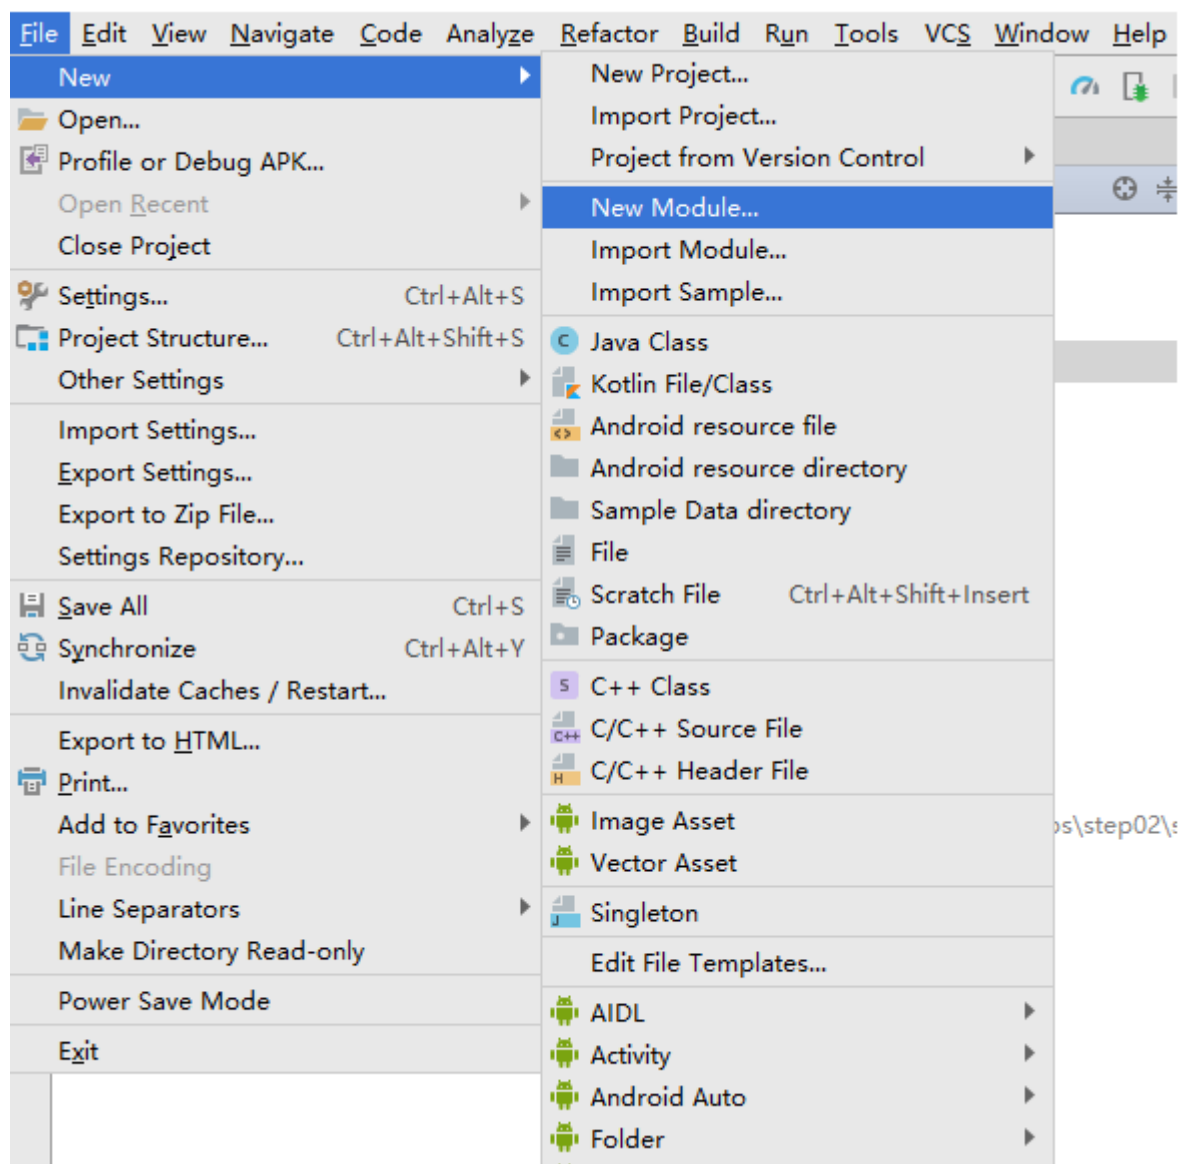 File Edit View Navigate Code Analyze Refactor Build Run Tools VCS Window Help
New
Open...
Profile or Debug APK...
Open Recent
Close Project
Settings... Ctrl+Alt+S
Project Structure... Ctrl+Alt+Shift+S
Other Settings
Import Settings...
Export Settings...
Export to Zip File...
Settings Repository...
Save All Ctrl+S
Synchronize Ctrl+Alt+Y
Invalidate Caches / Restart...
Export to HTML...
Print...
Add to Favorites
File Encoding
Line Separators
Make Directory Read-only
Power Save Mode
Exit
New Project...
Import Project...
Project from Version Control
New Module...
Import Module...
Import Sample...
Java Class
Kotlin File/Class
Android resource file
Android resource directory
Sample Data directory
File
Scratch File Ctrl+Alt+Shift+Insert
Package
C++ Class
C/C++ Source File
C/C++ Header File
Image Asset
Vector Asset
Singleton
Edit File Templates...
AIDL
Activity
Android Auto
Folder
\step02\